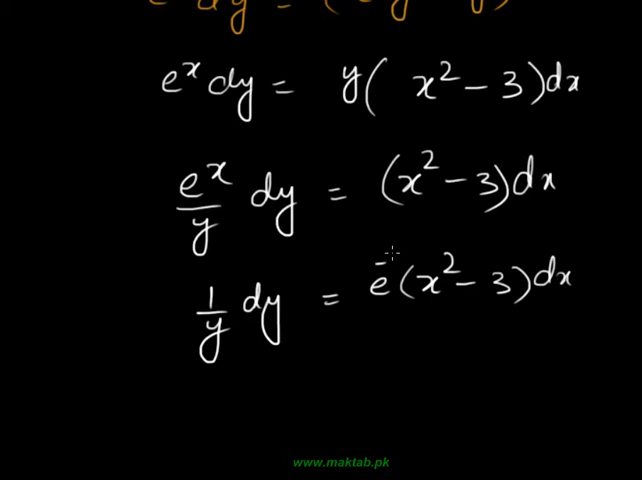 e^x dy = y( x² − 3)dx
e^x/y dy = (x² − 3)dx
1/y dy = e⁻(x² − 3)dx
www.maktab.pk